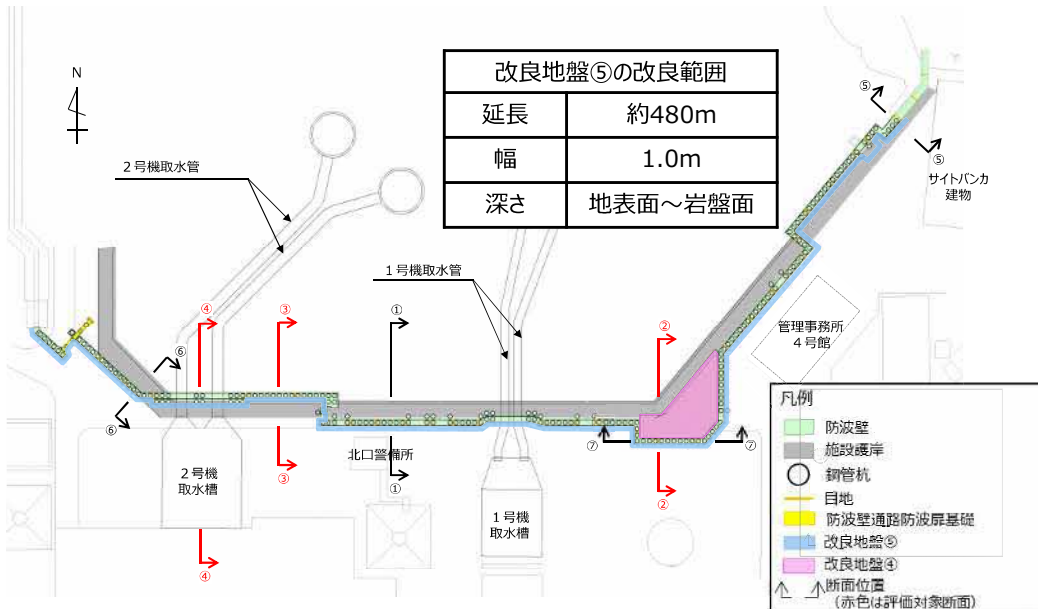 改良地盤⑤の改良範囲
延長 約480m
幅 1.0m
深さ 地表面～岩盤面
N
2号機取水管
1号機取水管
⑤
⑤
サイトバンカ
建物
④
③
①
②
⑥
⑥
管理事務所
4号館
⑦
⑦
北口警備所
③
①
②
④
2号機
取水槽
1号機
取水槽
凡例
防波壁
施設護岸
鋼管杭
目地
防波壁通路防波扉基礎
改良地盤⑤
改良地盤④
断面位置
(赤色は評価対象断面)